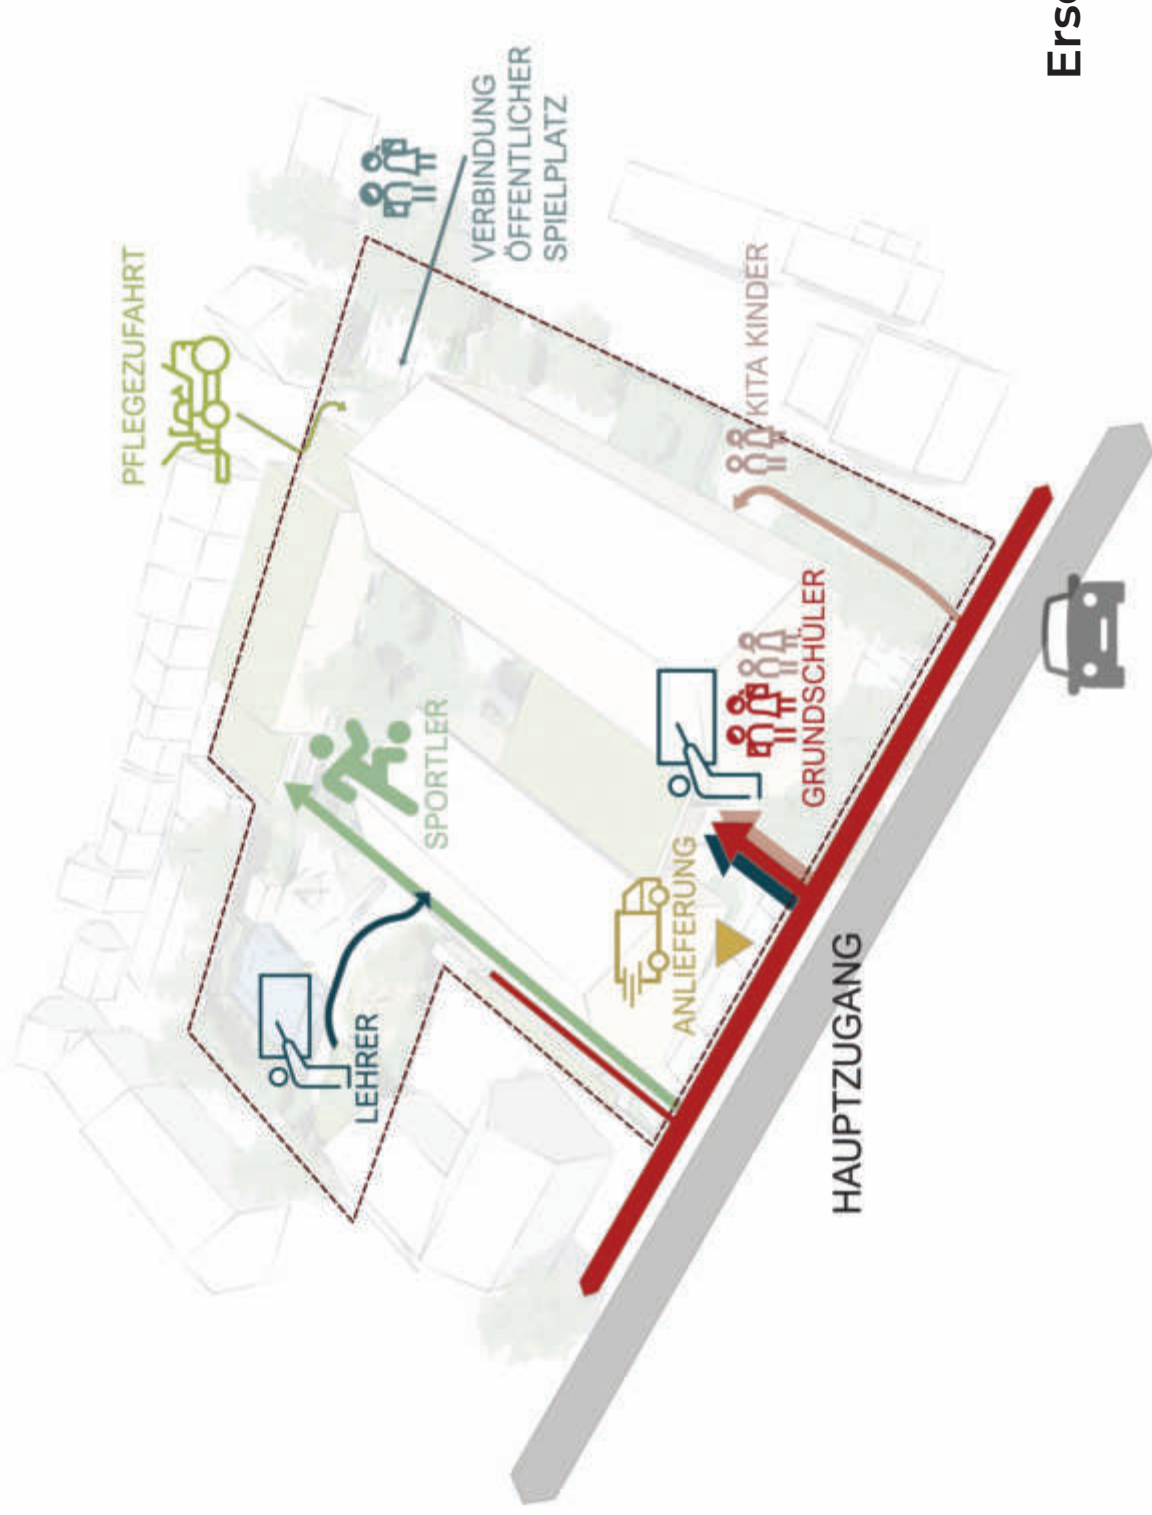 PFLEGEZUFAHRT
VERBINDUNG
ÖFFENTLICHER
SPIELPLATZ
LEHRER
SPORTLER
KITA KINDER
ANLIEFERUNG
GRUNDSCHÜLER
HAUPTZUGANG